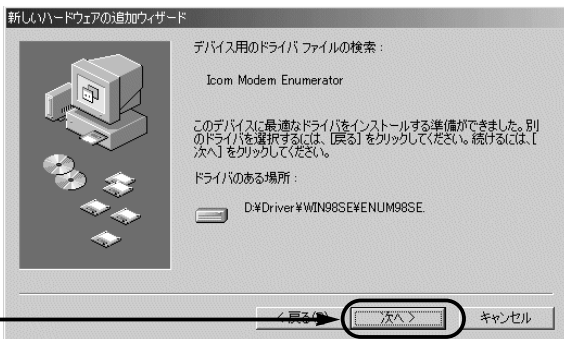 新しいハードウェアの追加ウィザード
デバイス用のドライバ ファイルの検索 :
Icom Modem Enumerator
このデバイスに最適なドライバをインストールする準備ができました。別
のドライバを選択するには、[戻る] をクリックしてください。続けるには、[
次へ] をクリックしてください。
ドライバのある場所 :
D:¥Driver¥WIN98SE¥ENUM98SE.
< 戻る(B) 次へ > キャンセル